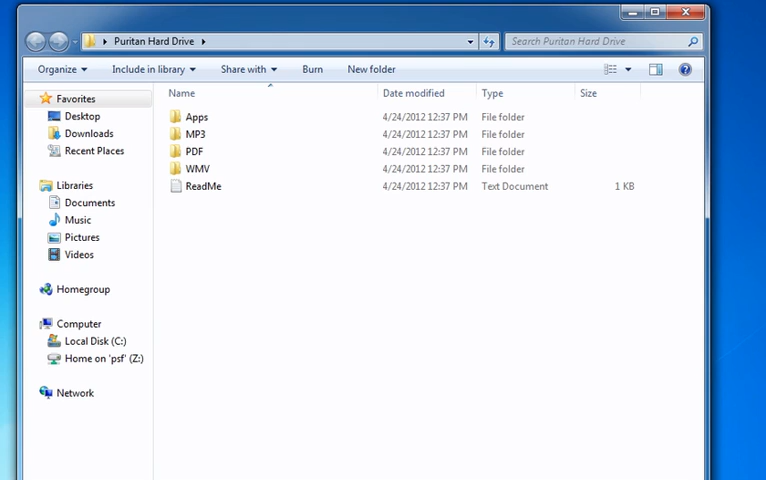 Puritan Hard Drive
Search Puritan Hard Drive
Organize Include in library Share with Burn New folder
Name Date modified Type Size
Apps 4/24/2012 12:37 PM File folder
MP3 4/24/2012 12:37 PM File folder
PDF 4/24/2012 12:37 PM File folder
WMV 4/24/2012 12:37 PM File folder
ReadMe 4/24/2012 12:37 PM Text Document 1 KB
Favorites
Desktop
Downloads
Recent Places
Libraries
Documents
Music
Pictures
Videos
Homegroup
Computer
Local Disk (C:)
Home on 'psf' (Z:)
Network